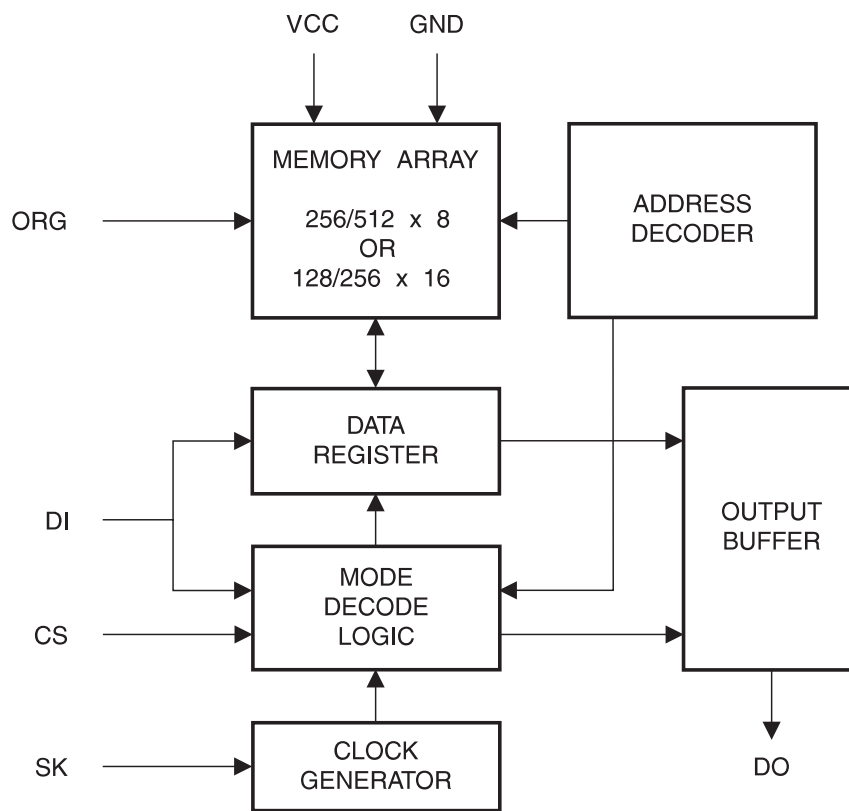 VCC GND
MEMORY ARRAY
256/512 x 8
OR
128/256 x 16
ADDRESS
DECODER
ORG
DATA
REGISTER
DI
OUTPUT
BUFFER
MODE
DECODE
LOGIC
CS
CLOCK
GENERATOR
SK
DO